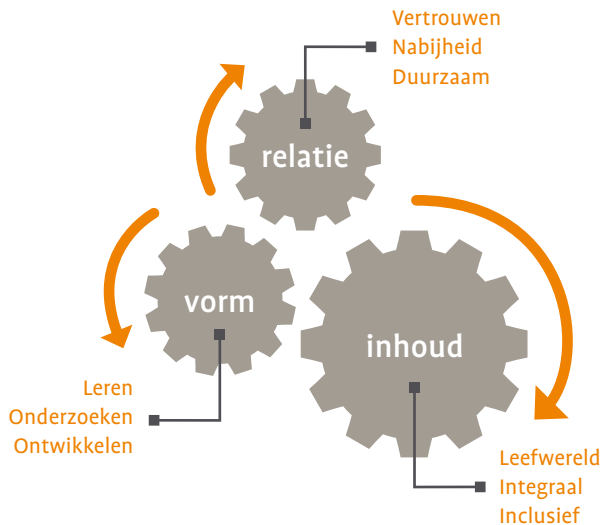 Vertrouwen
Nabijheid
Duurzaam
relatie
vorm
inhoud
Leren
Onderzoeken
Ontwikkelen
Leefwereld
Integraal
Inclusief